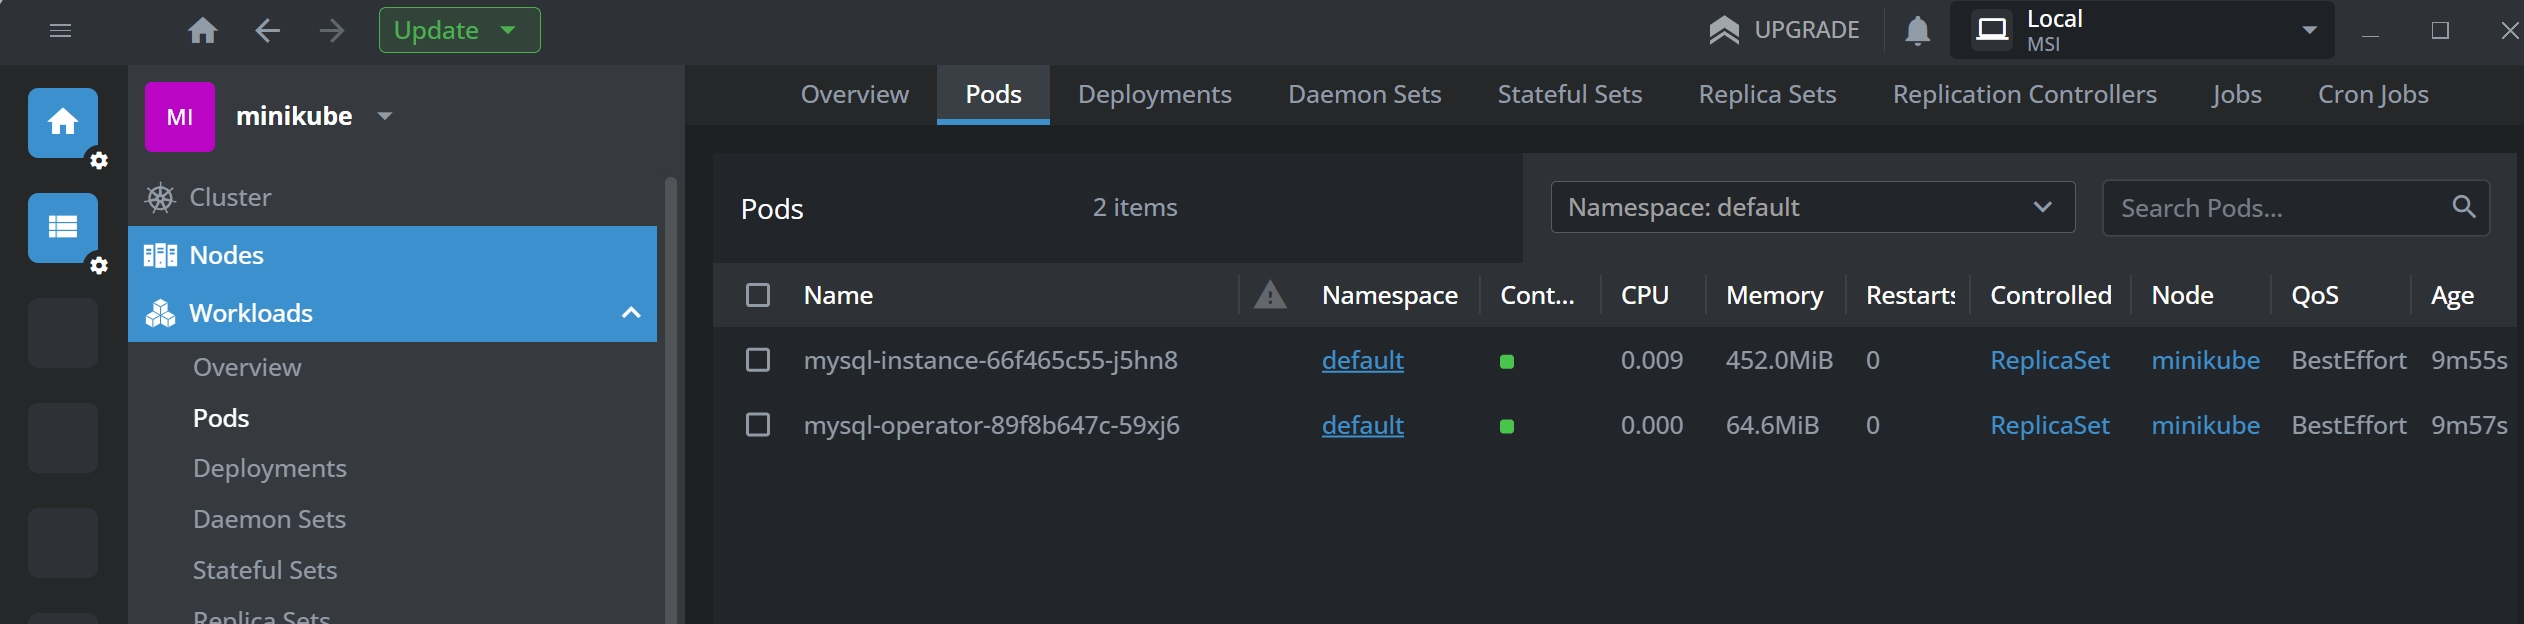 Update
UPGRADE
Local
MSI
MI
minikube
Cluster
Nodes
Workloads
Overview
Pods
Deployments
Daemon Sets
Stateful Sets
Replica Sets
Overview Pods Deployments Daemon Sets Stateful Sets Replica Sets Replication Controllers Jobs Cron Jobs
Pods 2 items Namespace: default Search Pods...
Name Namespace Cont... CPU Memory Restarts Controlled Node QoS Age
mysql-instance-66f465c55-j5hn8 default 0.009 452.0MiB 0 ReplicaSet minikube BestEffort 9m55s
mysql-operator-89f8b647c-59xj6 default 0.000 64.6MiB 0 ReplicaSet minikube BestEffort 9m57s